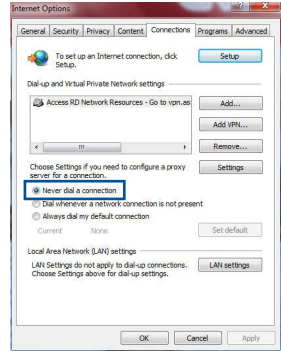 Internet Options
General Security Privacy Content Connections Programs Advanced
To set up an Internet connection, click Setup.
Setup
Dial-up and Virtual Private Network settings
Access RD Network Resources - Go to vpn.as
Add...
Add VPN...
Remove...
Choose Settings if you need to configure a proxy
server for a connection.
Settings
Never dial a connection
Dial whenever a network connection is not present
Always dial my default connection
Current None
Set default
Local Area Network (LAN) settings
LAN Settings do not apply to dial-up connections.
Choose Settings above for dial-up settings.
LAN settings
OK Cancel Apply